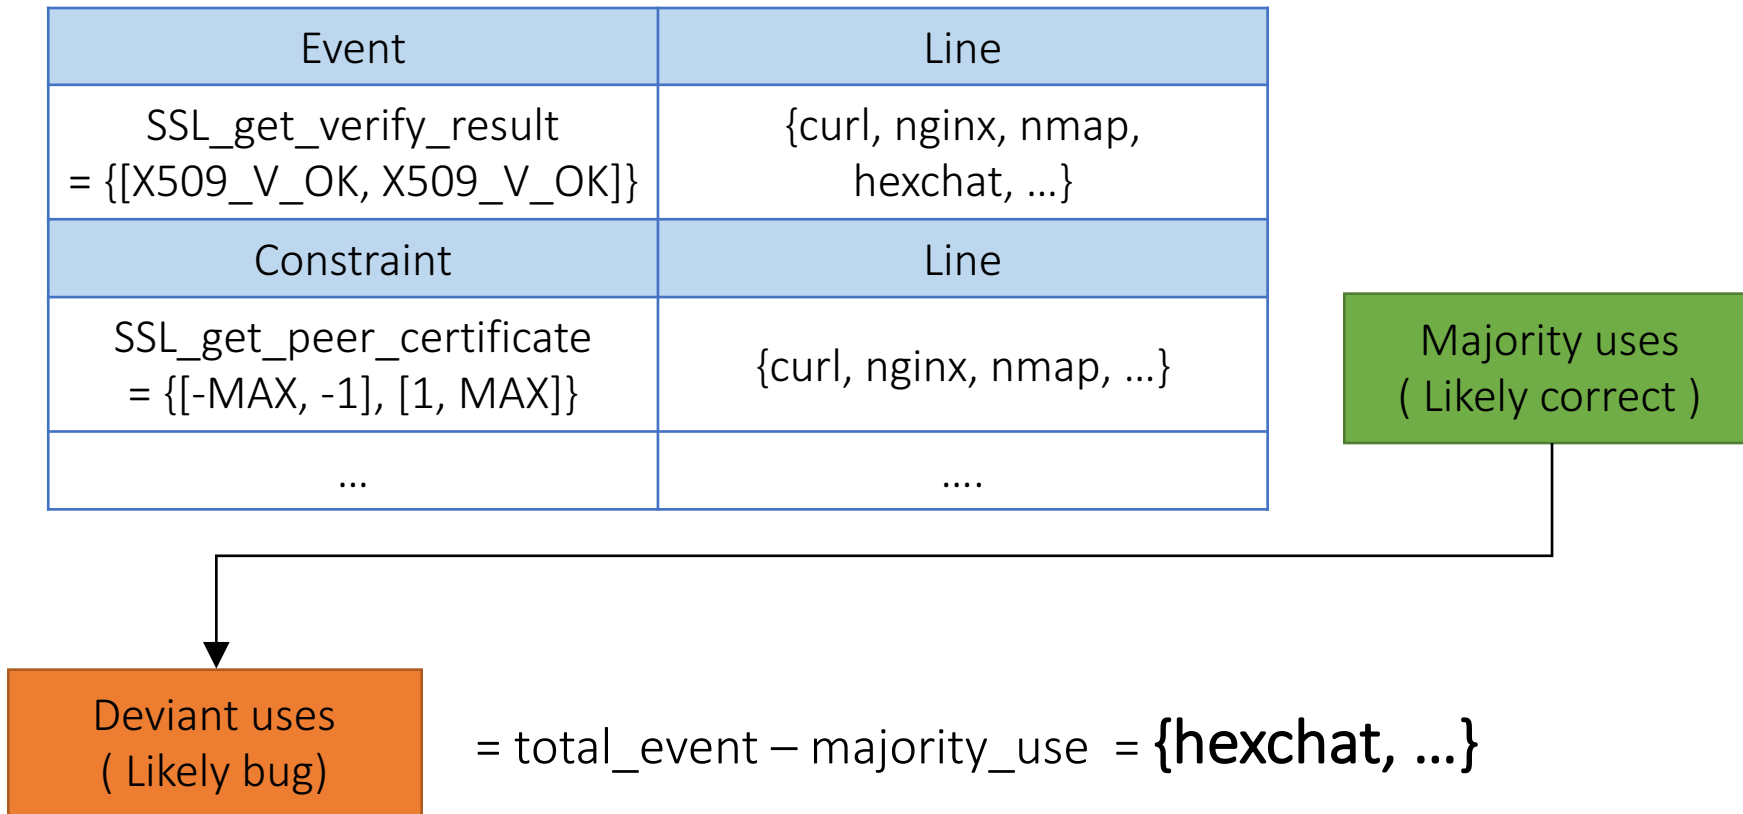 Event
Line
SSL_get_verify_result
= {[X509_V_OK, X509_V_OK]}
{curl, nginx, nmap,
hexchat, ...}
Constraint
Line
SSL_get_peer_certificate
= {[-MAX, -1], [1, MAX]}
{curl, nginx, nmap, ...}
...
....
Majority uses
( Likely correct )
Deviant uses
( Likely bug)
= total_event – majority_use = {hexchat, ...}